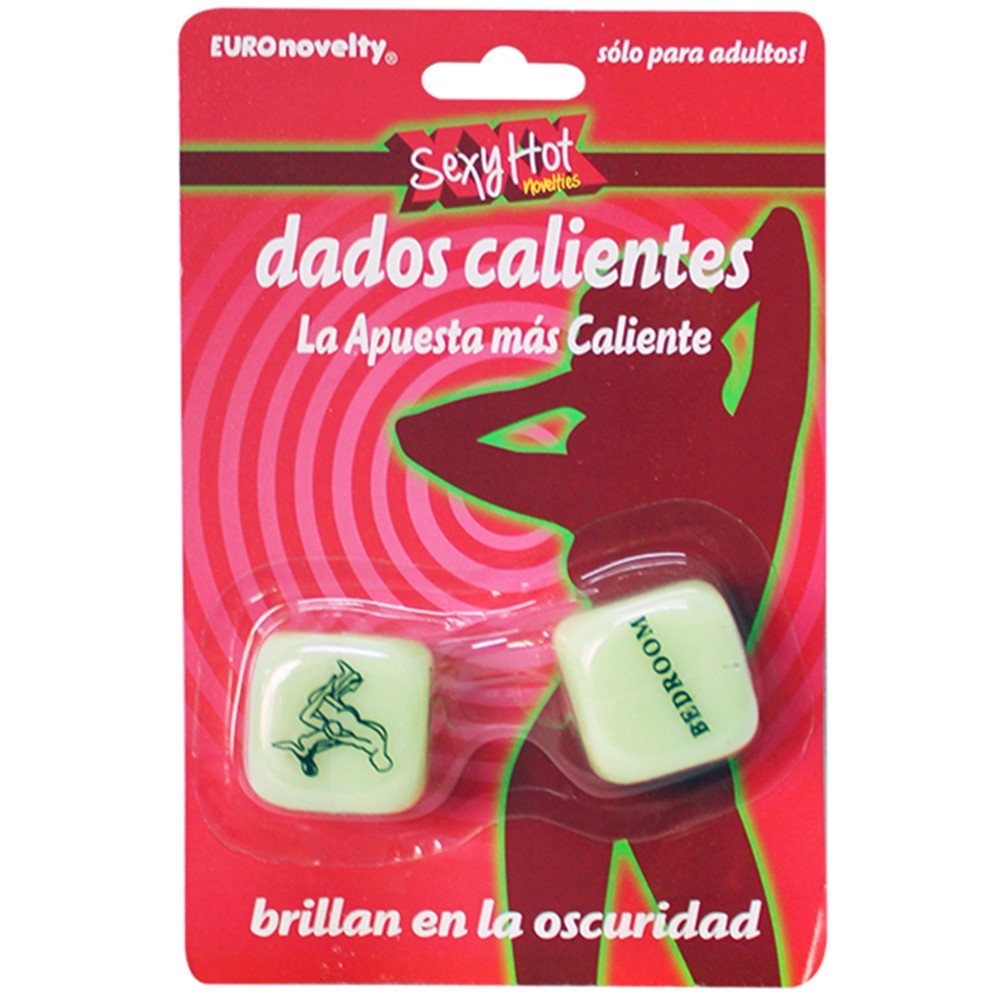 EUROnovelty®
sólo para adultos!
XXX
Sexy Hot
novelties
dados calientes
La Apuesta más Caliente
BEDROOM
brillan en la oscuridad